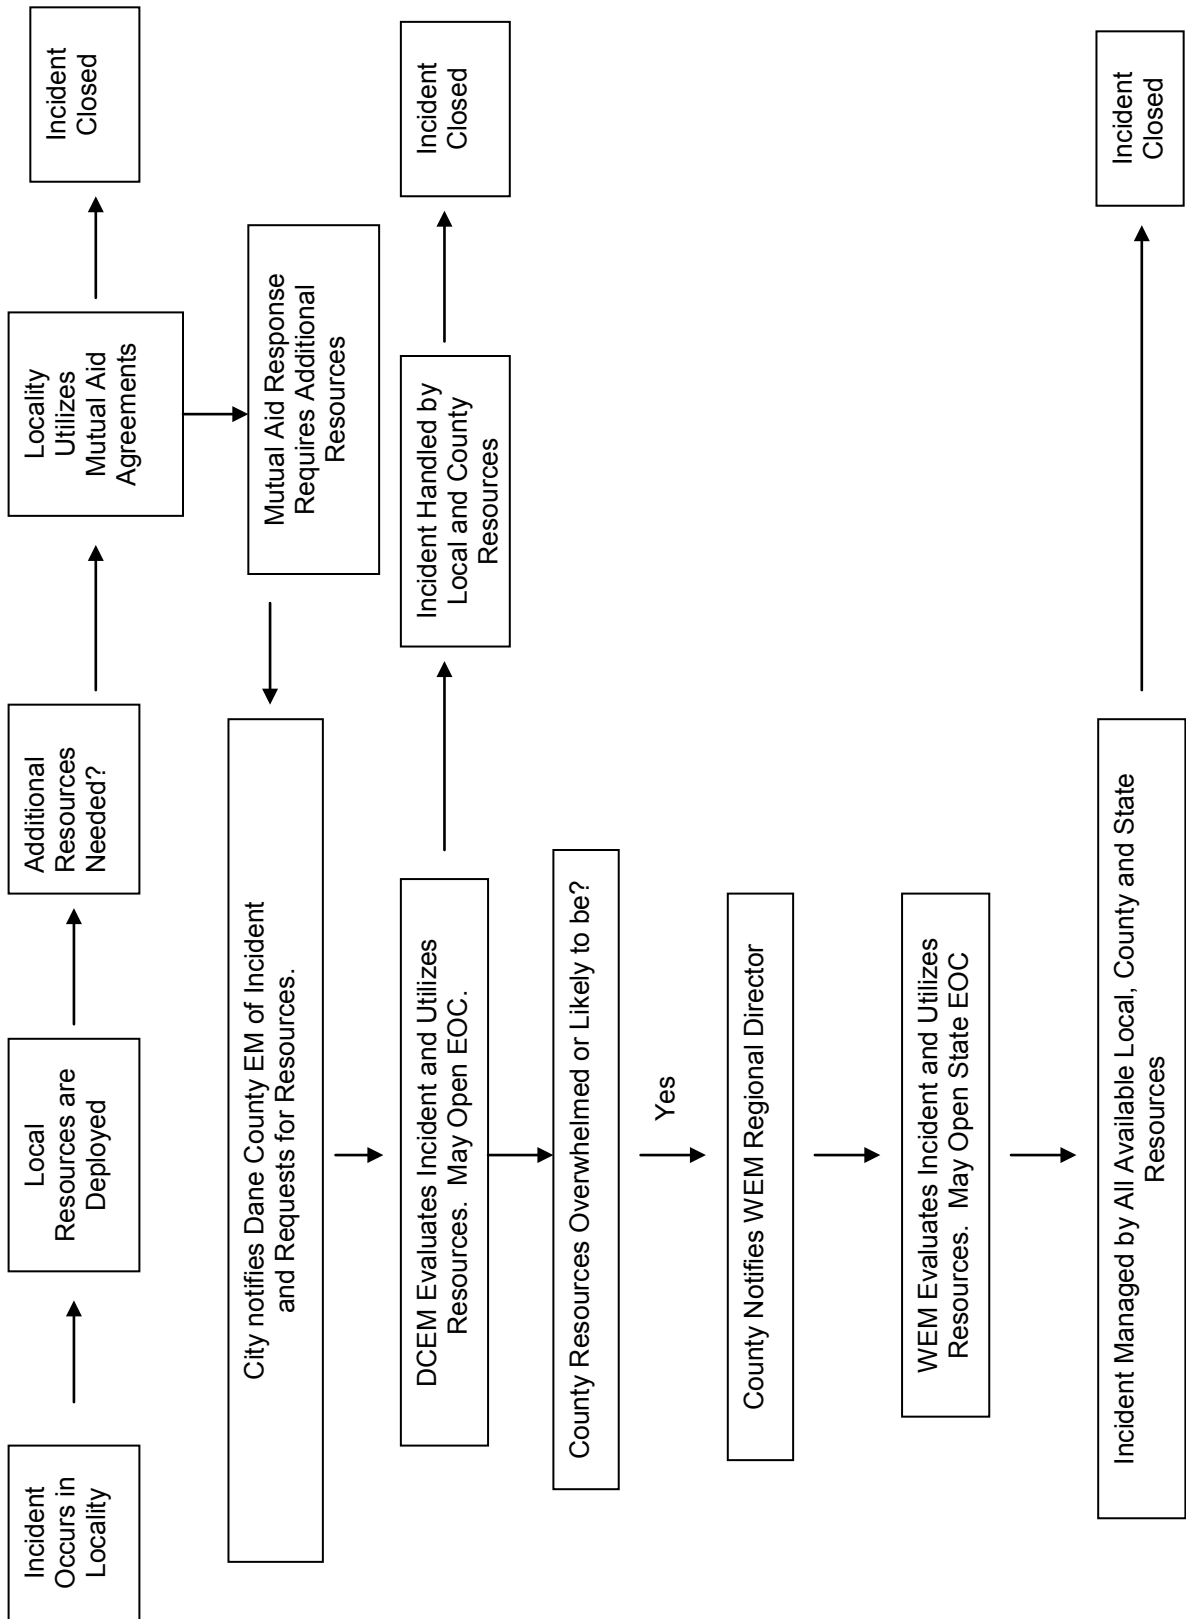 Incident
Occurs in
Locality
Local
Resources are
Deployed
Additional
Resources
Needed?
Locality
Utilizes
Mutual Aid
Agreements
Incident
Closed
Mutual Aid Response
Requires Additional
Resources
City notifies Dane County EM of Incident
and Requests for Resources.
DCEM Evaluates Incident and Utilizes
Resources.  May Open EOC.
Incident Handled by
Local and County
Resources
Incident
Closed
County Resources Overwhelmed or Likely to be?
Yes
County Notifies WEM Regional Director
WEM Evaluates Incident and Utilizes
Resources.  May Open State EOC
Incident Managed by All Available Local, County and State
Resources
Incident
Closed